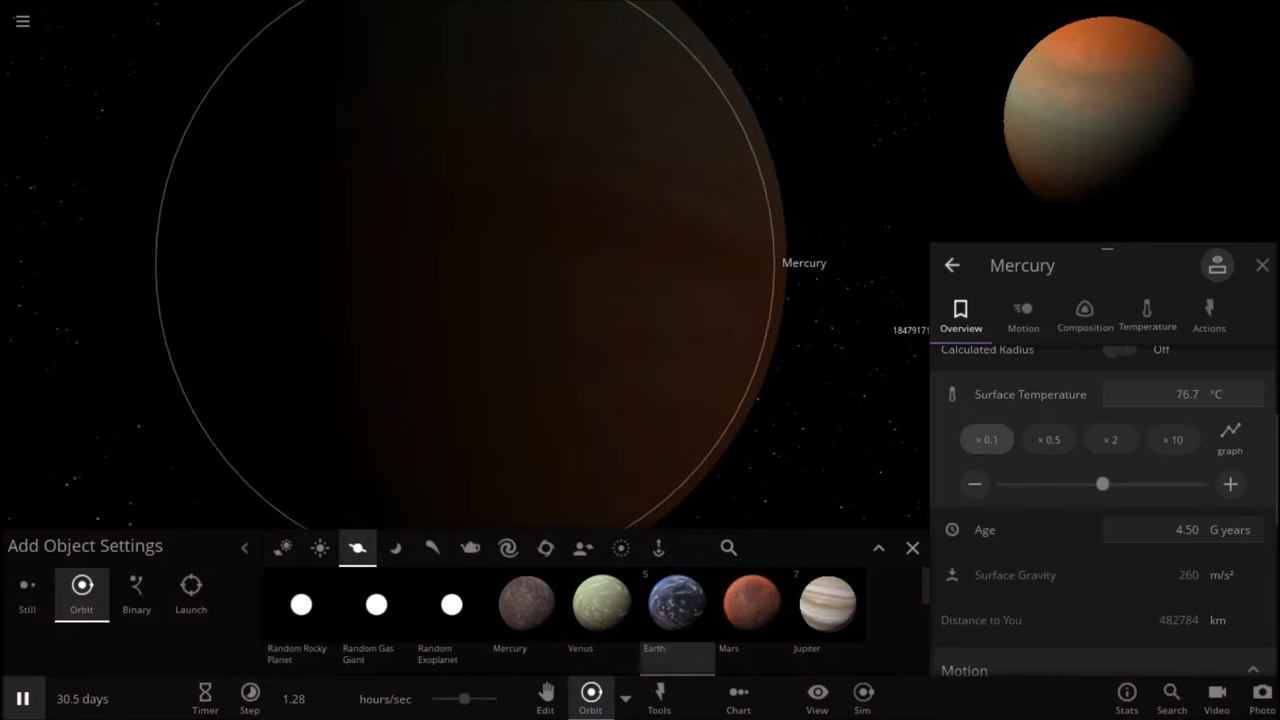 Mercury
18479171
Mercury
Overview
Motion
Composition
Temperature
Actions
Calculated Radius Off
Surface Temperature 76.7 °C
× 0.1 × 0.5 × 2 × 10
graph
Age 4.50 G years
Surface Gravity 260 m/s²
Distance to You 482784 km
Motion
Add Object Settings
Still
Orbit
Binary
Launch
5
7
Random Rocky
Planet
Random Gas
Giant
Random
Exoplanet
Mercury
Venus
Earth
Mars
Jupiter
30.5 days
Timer
Step
1.28 hours/sec
Edit
Orbit
Tools
Chart
View
Sim
Stats
Search
Video
Photo